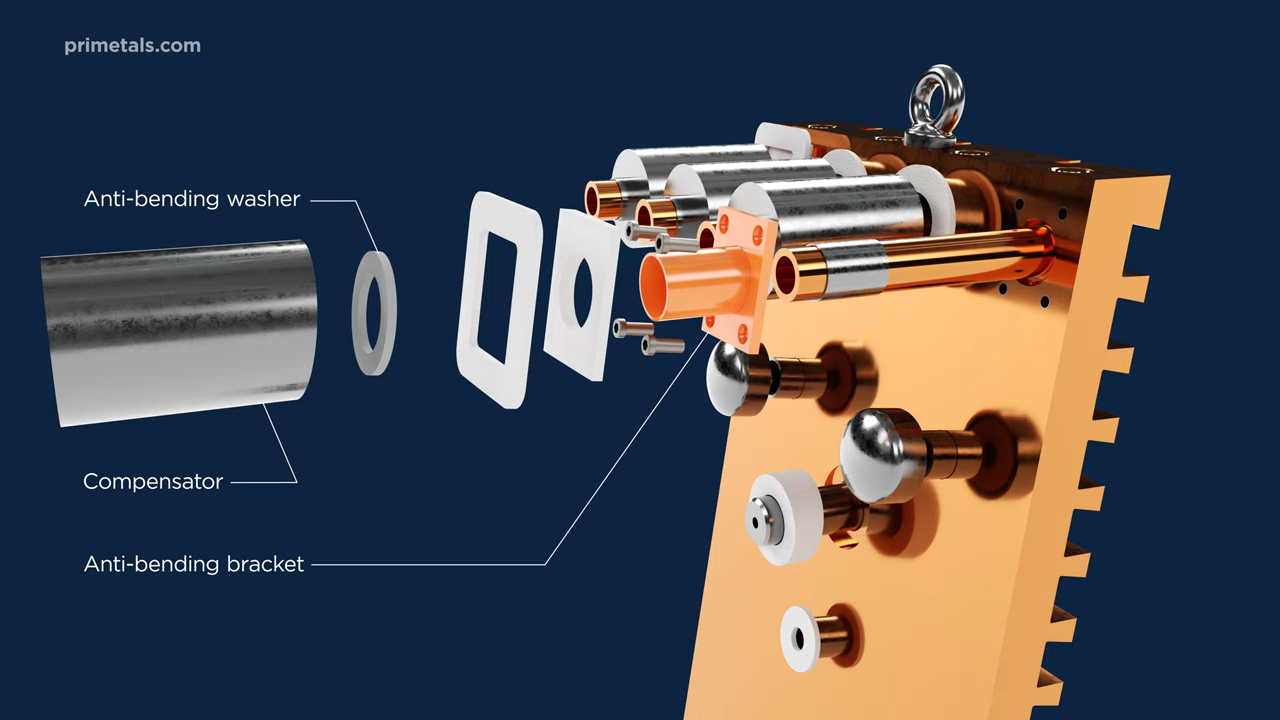 primetals.com
Anti-bending washer
Compensator
Anti-bending bracket